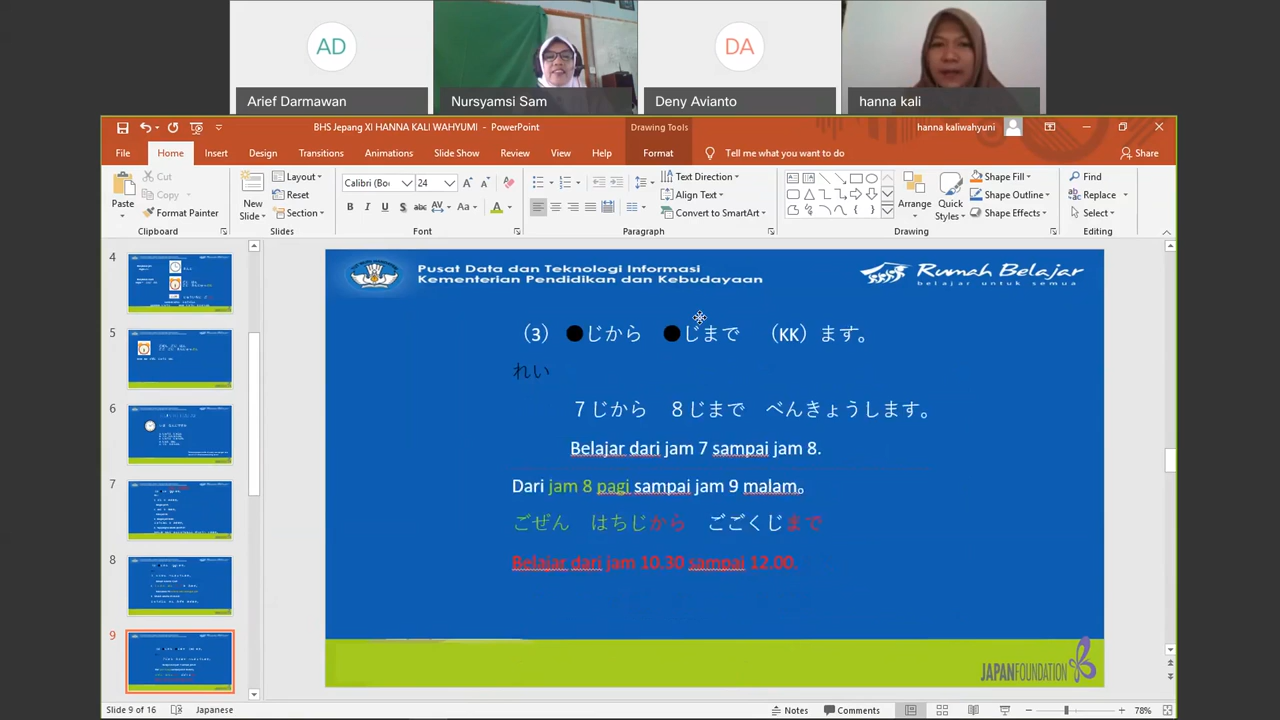 AD
DA
Arief Darmawan
Nursyamsi Sam
Deny Avianto
hanna kali
BHS Jepang XI HANNA KALI WAHYUMI - PowerPoint
Drawing Tools
hanna kaliwahyuni
File Home Insert Design Transitions Animations Slide Show Review View Help Format Tell me what you want to do Share
Paste
Cut
Copy
Format Painter
Clipboard
New Slide
Layout
Reset
Section
Slides
Calibri (Bo
24
Font
Text Direction
Align Text
Convert to SmartArt
Paragraph
Arrange
Quick Styles
Shape Fill
Shape Outline
Shape Effects
Drawing
Find
Replace
Select
Editing
4
5
6
7
8
9
Pusat Data dan Teknologi Informasi
Kementerian Pendidikan dan Kebudayaan
Rumah Belajar
belajar untuk semua
（3）●じから　●じまで　（KK）ます。
れい
７じから　８じまで　べんきょうします。
Belajar dari jam 7 sampai jam 8.
Dari jam 8 pagi sampai jam 9 malam。
ごぜん　はちじから　ごごくじまで
Belajar dari jam 10.30 sampai 12.00.
JAPANFOUNDATION
Slide 9 of 16
Japanese
Notes
Comments
78%